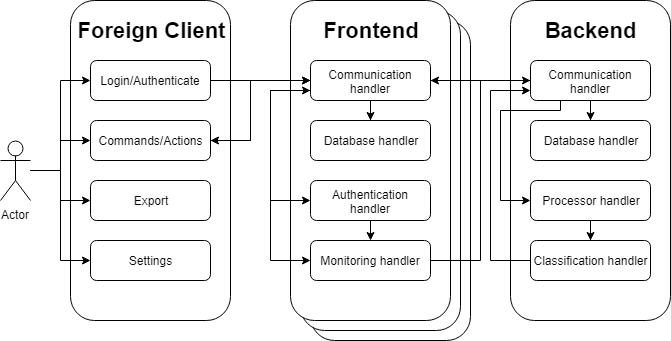 Foreign Client
Frontend
Backend
Login/Authenticate
Communication
handler
Communication
handler
Commands/Actions
Database handler
Database handler
Actor
Export
Authentication
handler
Processor handler
Settings
Monitoring handler
Classification handler